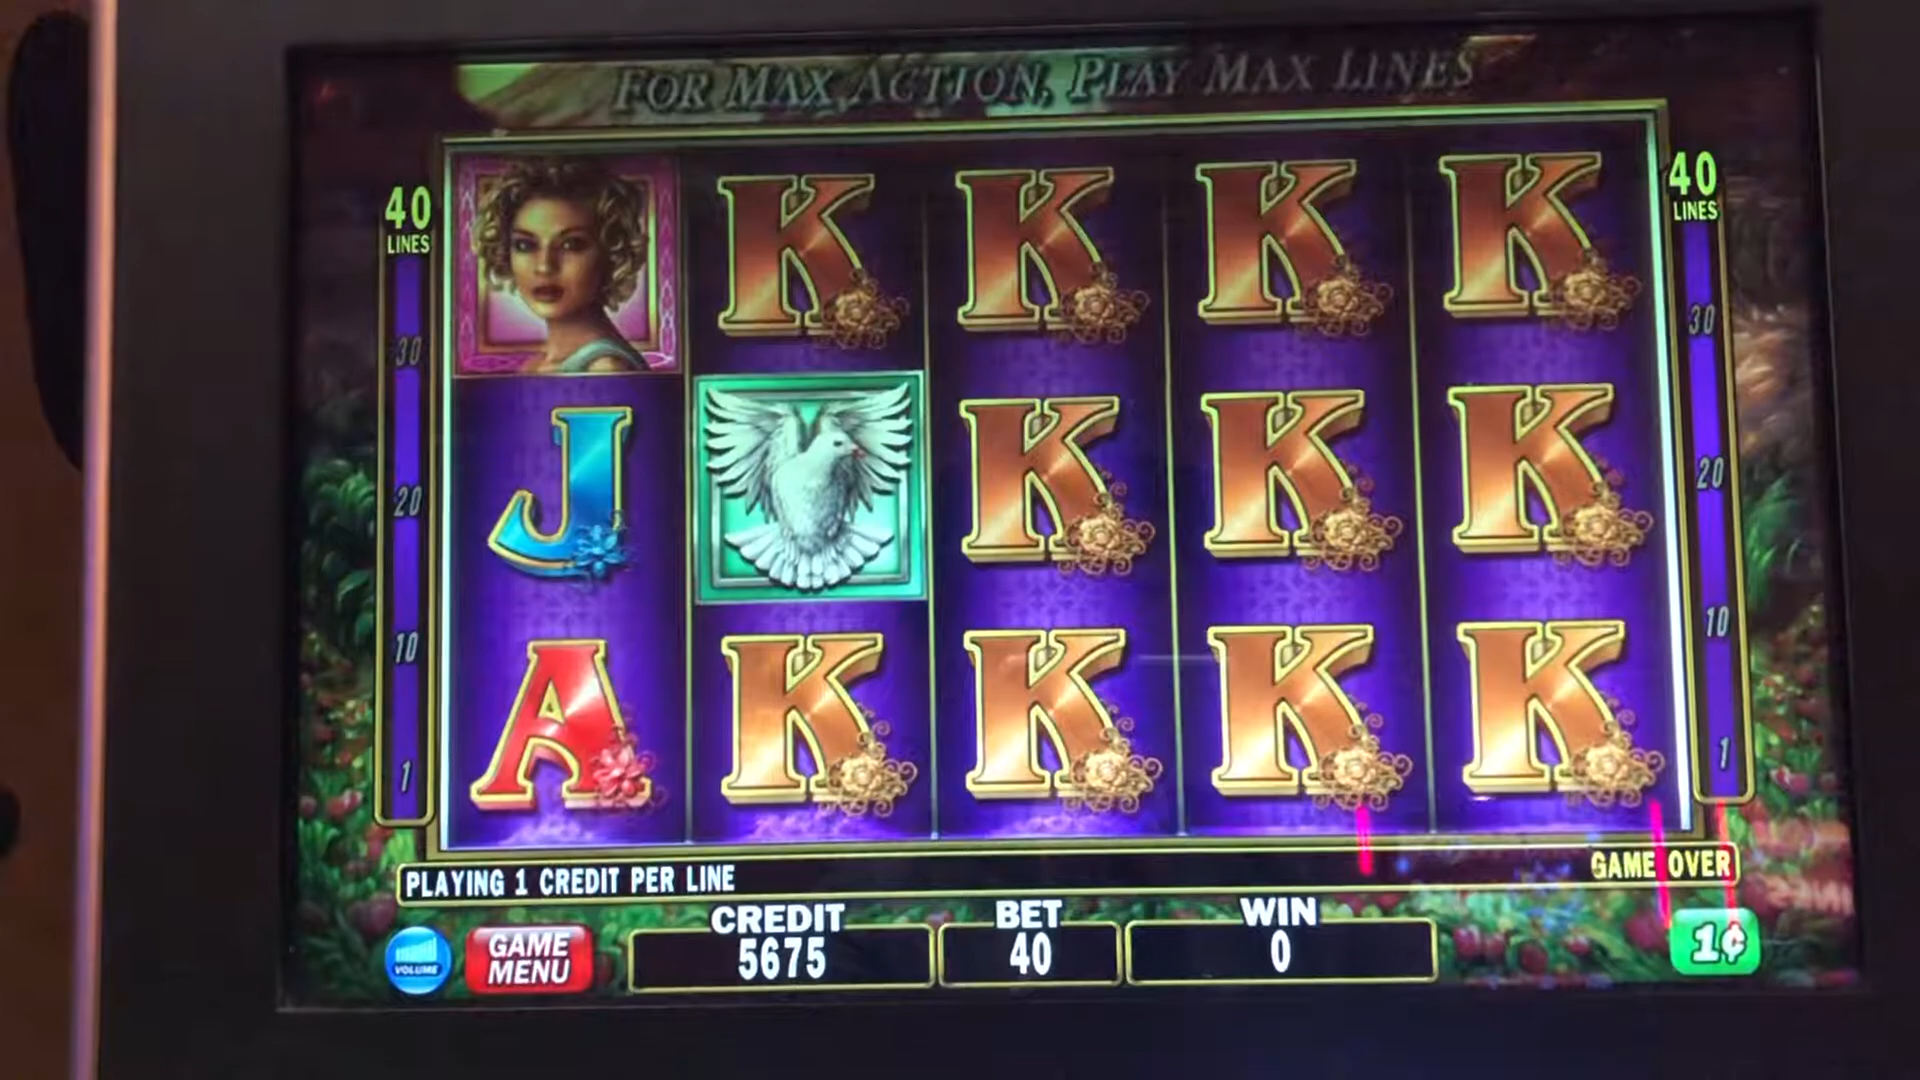 FOR MAX ACTION, PLAY MAX LINES
40 40
LINES LINES
K K K K
30 30
J K K K
20 20
10 10
A K K K K
1 1
PLAYING 1 CREDIT PER LINE GAME OVER
CREDIT BET WIN
VOLUME GAME MENU 5675 40 0 1¢